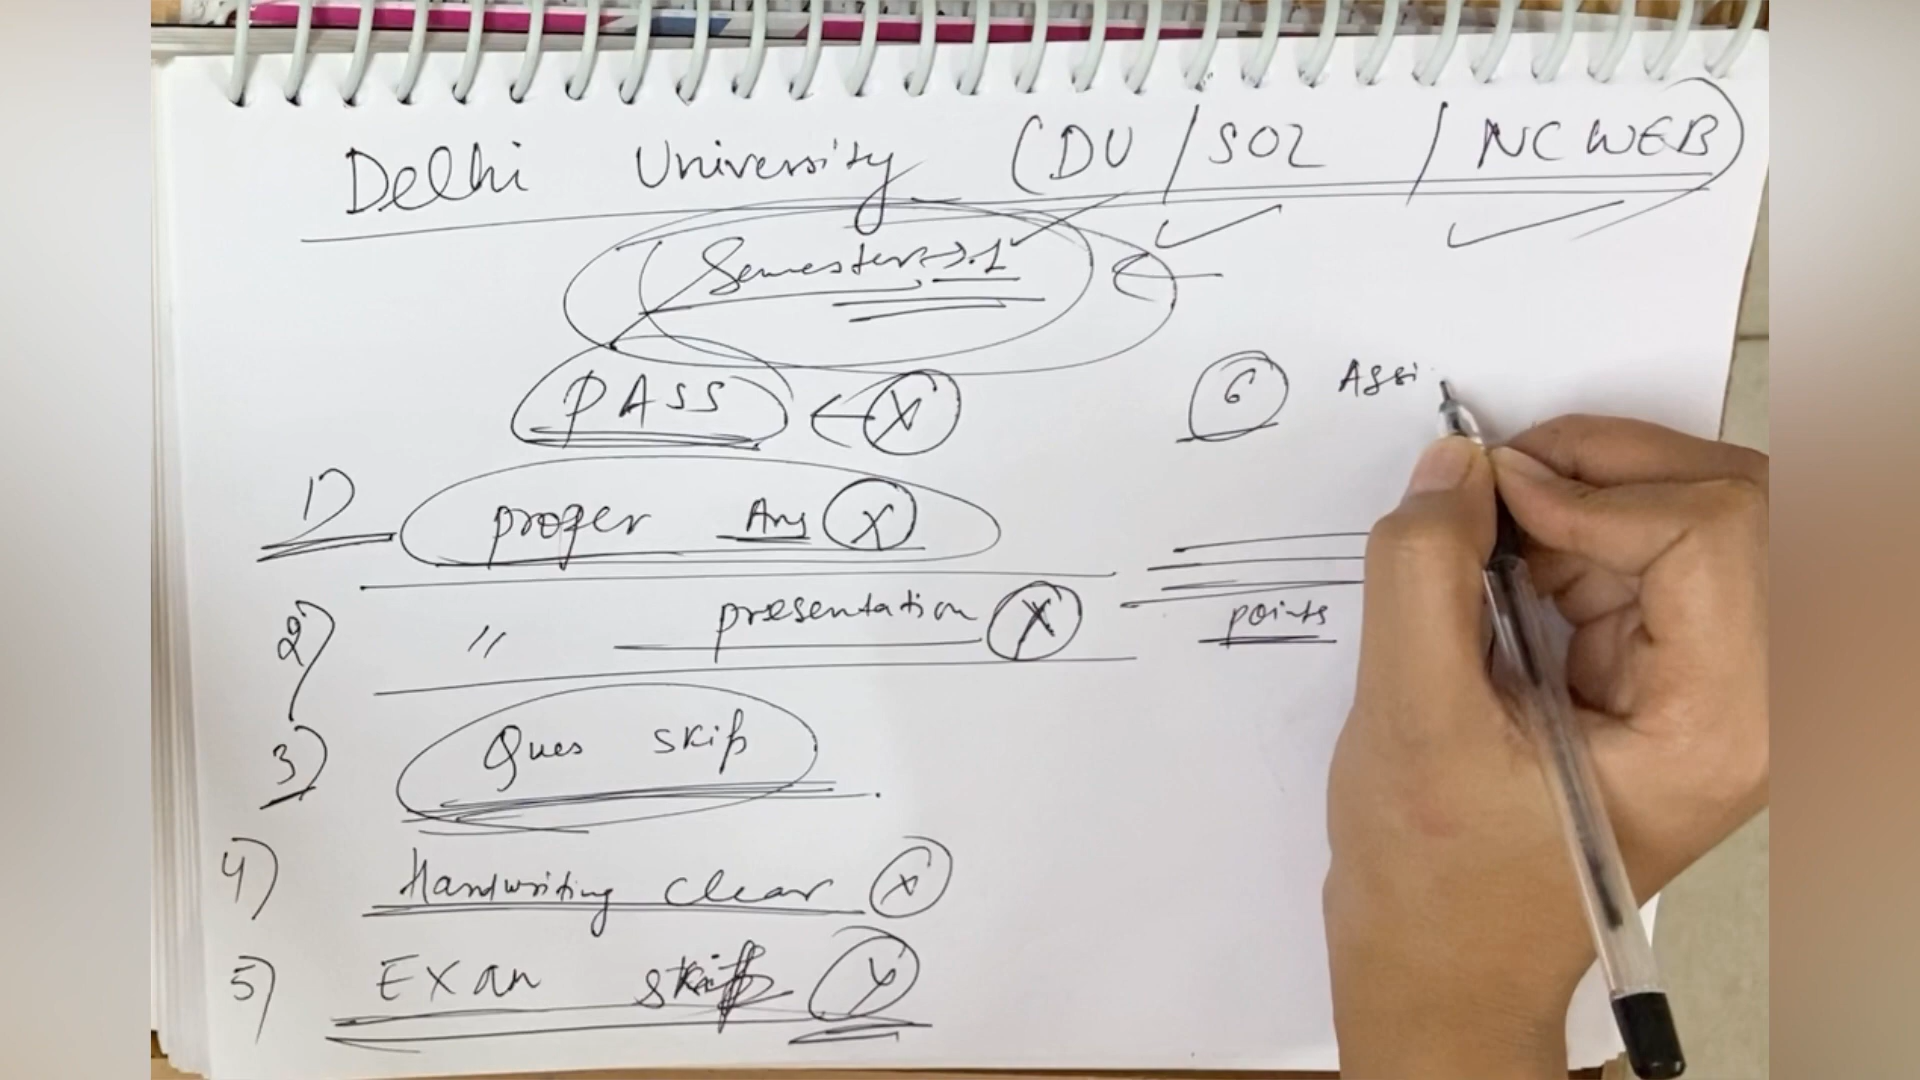 Delhi University (DU / SOL / NCWEB)
Semester → 1
PASS ← X
1) proper Ans X
2) " presentation X
points
3) Ques skip
4) Handwriting clear X
5) Exam skip X
6 Assi